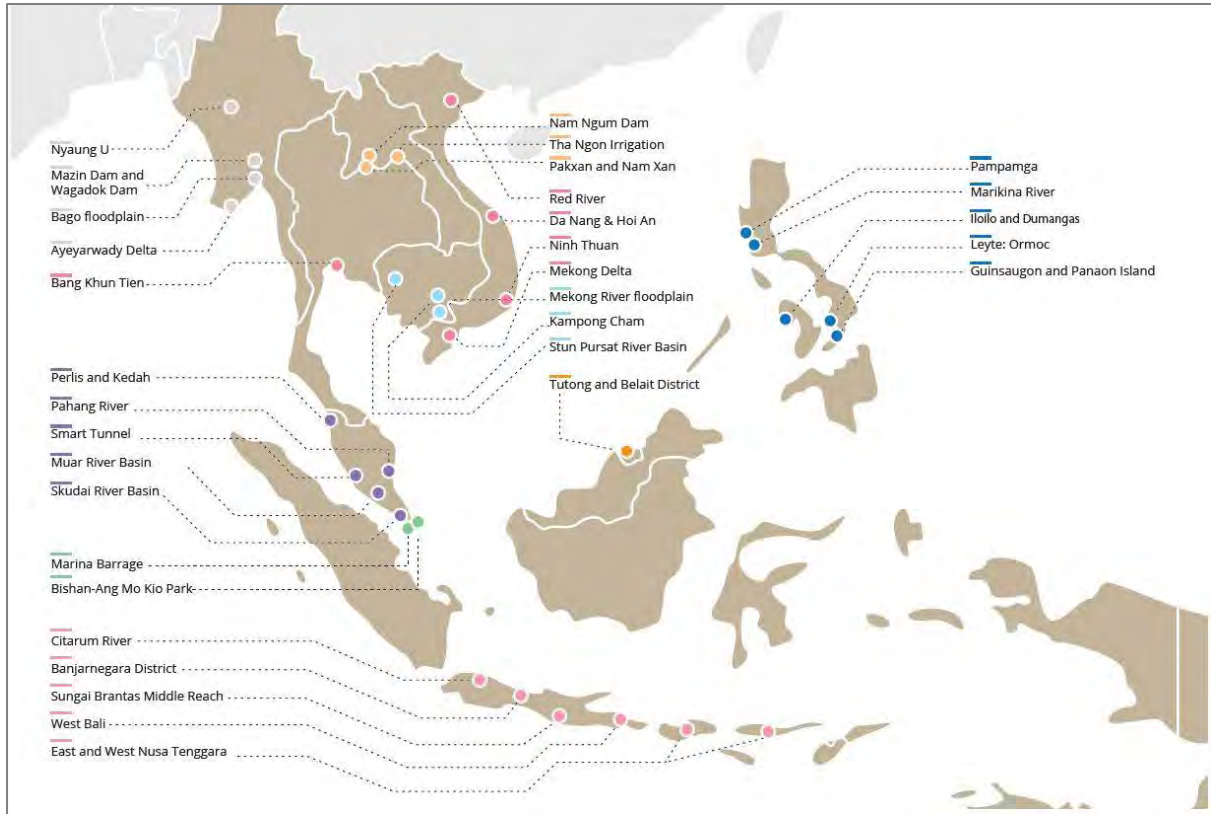 Nyaung U
Mazin Dam and
Wagadok Dam
Bago floodplain
Ayeyarwady Delta
Bang Khun Tien
Perlis and Kedah
Pahang River
Smart Tunnel
Muar River Basin
Skudai River Basin
Marina Barrage
Bishan-Ang Mo Kio Park
Citarum River
Banjarnegara District
Sungai Brantas Middle Reach
West Bali
East and West Nusa Tenggara
Nam Ngum Dam
Tha Ngon Irrigation
Pakxan and Nam Xan
Red River
Da Nang & Hoi An
Ninh Thuan
Mekong Delta
Mekong River floodplain
Kampong Cham
Stun Pursat River Basin
Tutong and Belait District
Pampamga
Marikina River
Iloilo and Dumangas
Leyte: Ormoc
Guinsaugon and Panaon Island